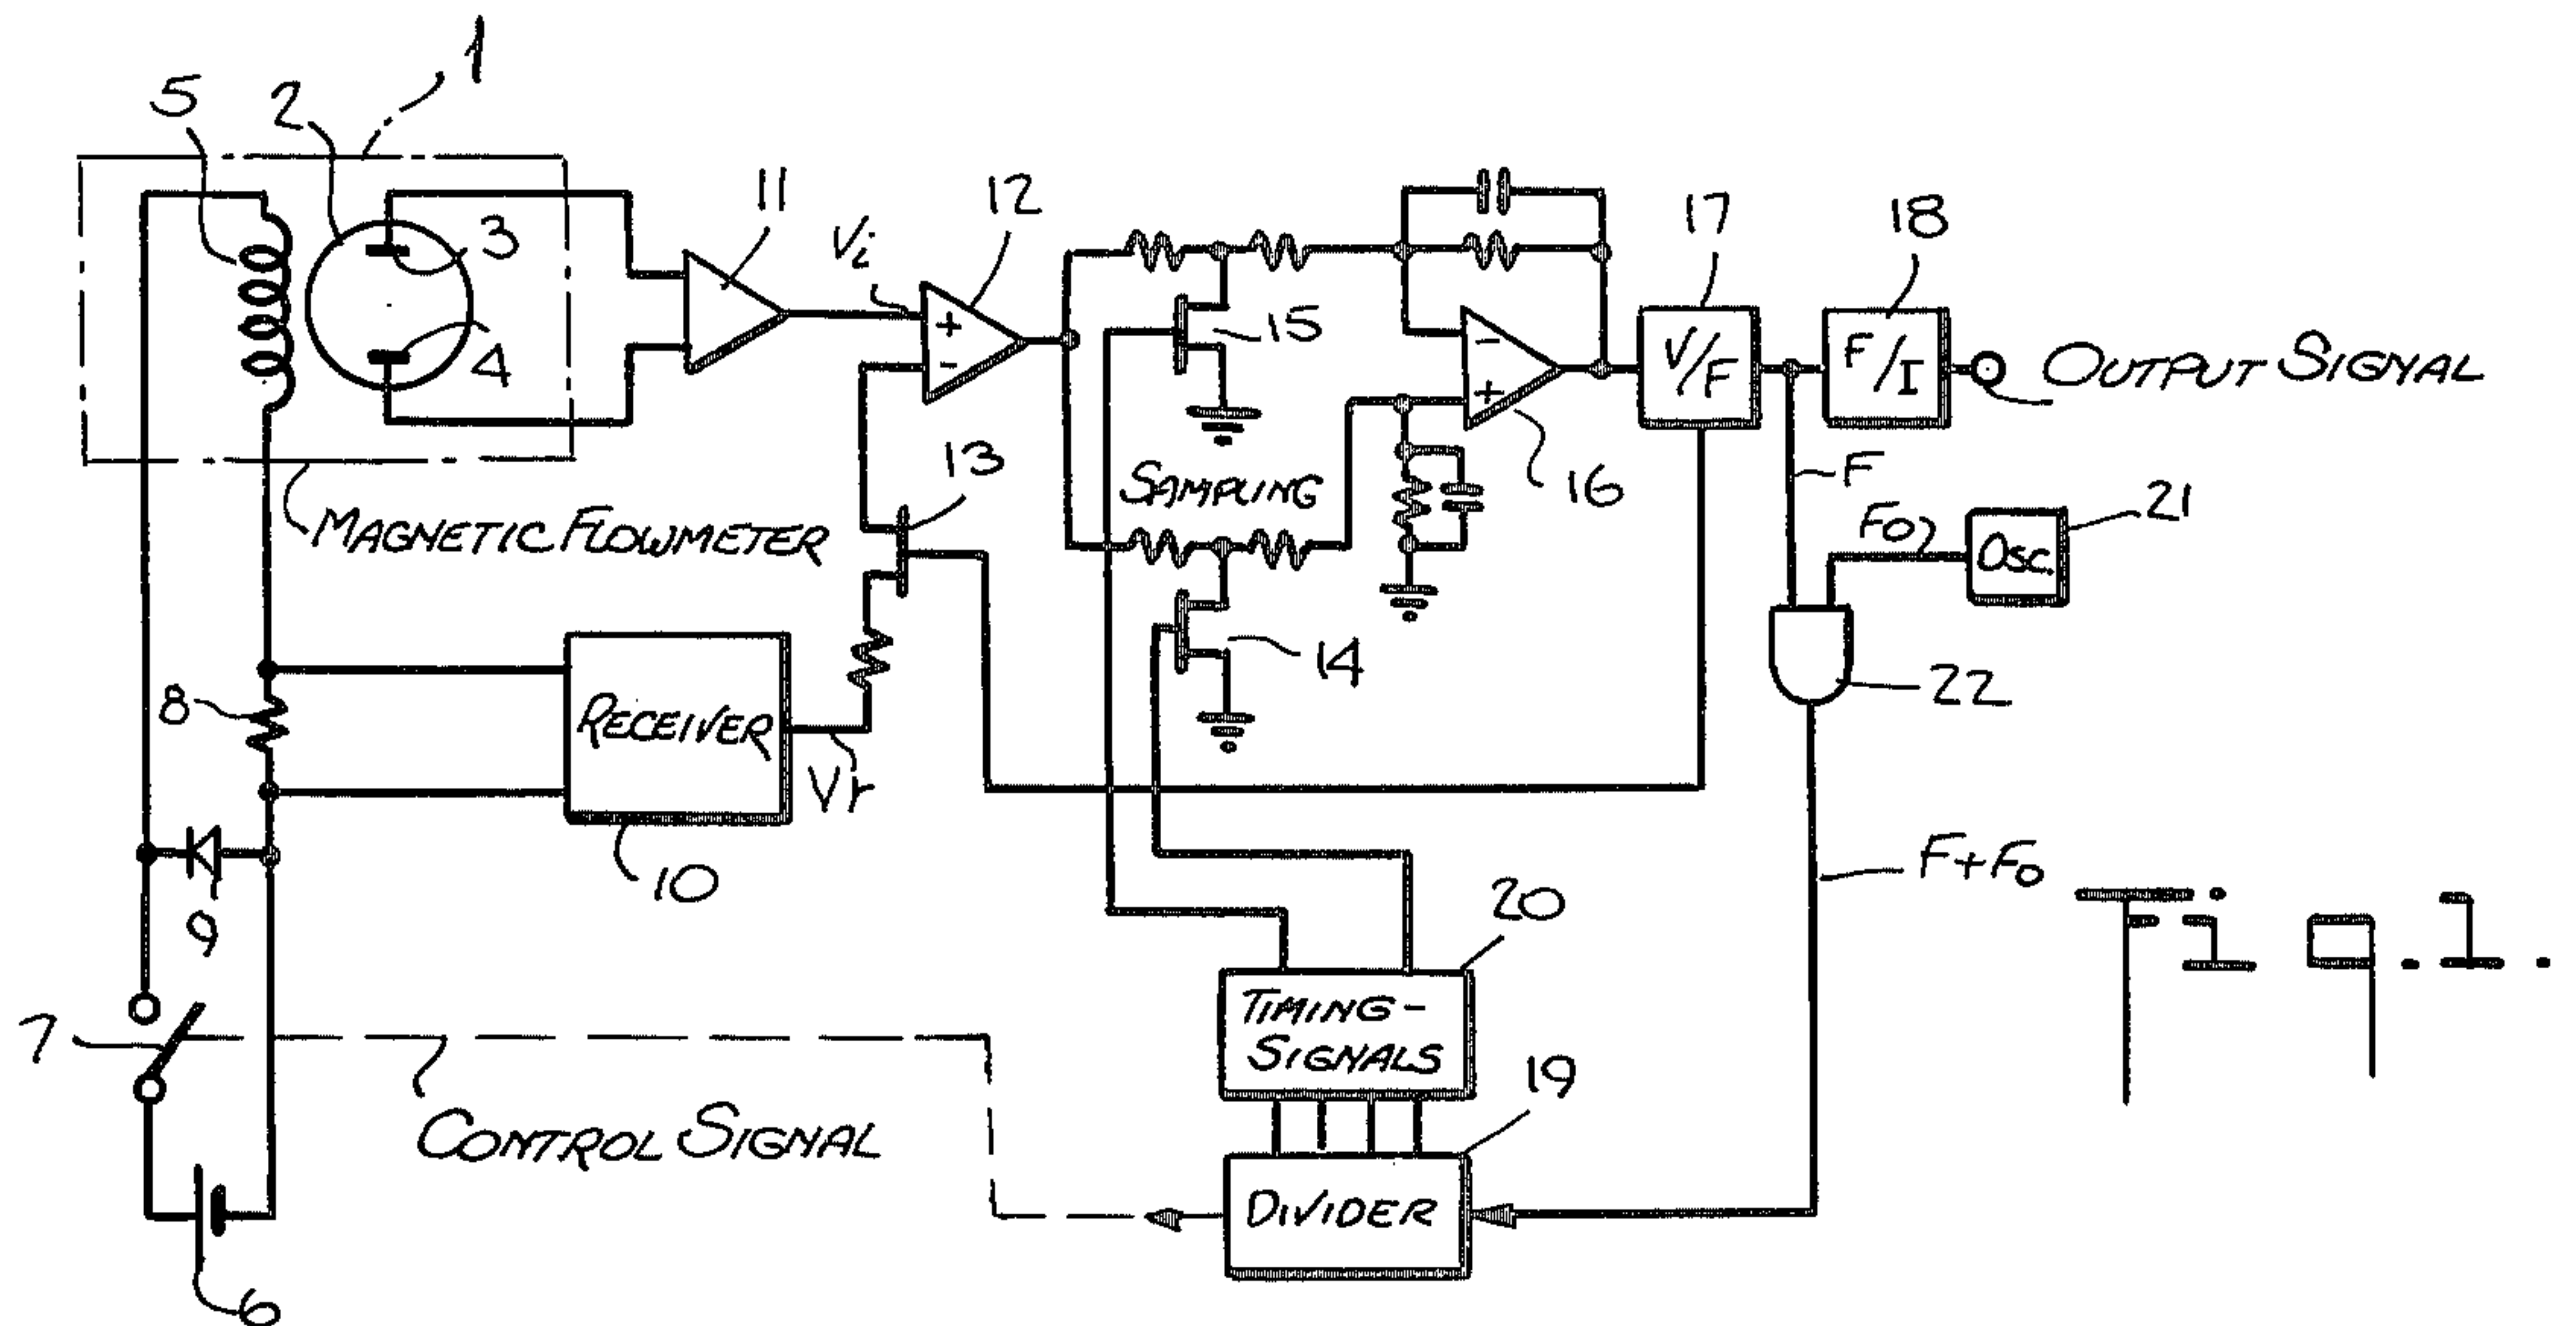 1
5
2
3
4
11
Vi
12
+
-
13
15
SAMPLING
14
-
+
16
17
V/F
18
F/I
OUTPUT SIGNAL
F
Fo
21
OSC.
22
MAGNETIC FLOWMETER
8
RECEIVER
Vr
10
9
F+Fo
20
TIMING-
SIGNALS
19
DIVIDER
7
CONTROL SIGNAL
6
Fig.1.